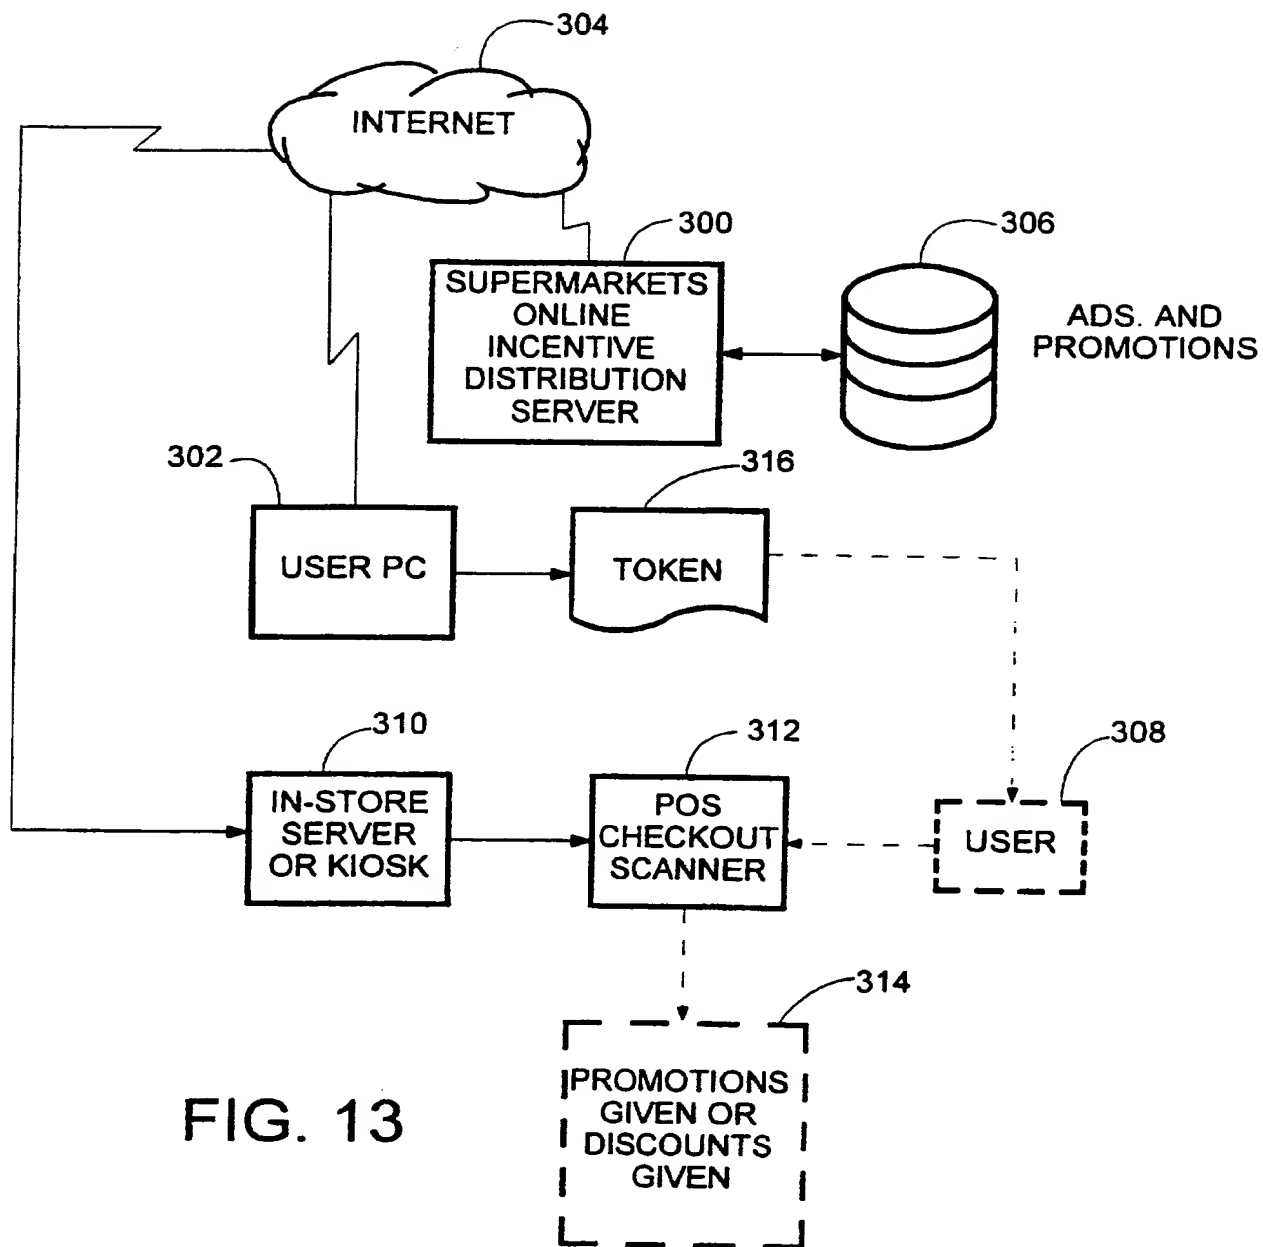 304
INTERNET
300
306
SUPERMARKETS
ONLINE
INCENTIVE
DISTRIBUTION
SERVER
ADS. AND
PROMOTIONS
302
316
USER PC
TOKEN
310
312
308
IN-STORE
SERVER
OR KIOSK
POS
CHECKOUT
SCANNER
USER
314
PROMOTIONS
GIVEN OR
DISCOUNTS
GIVEN
FIG. 13